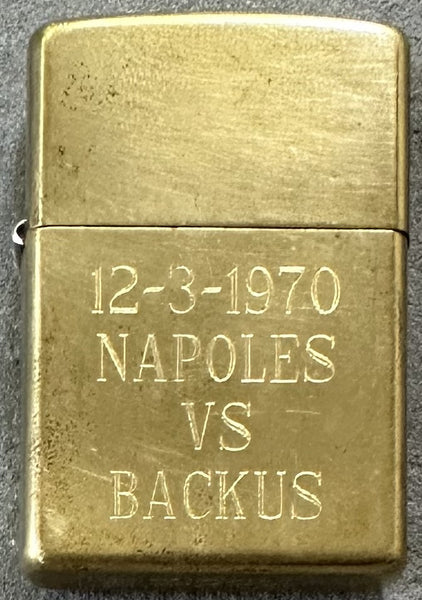 12-3-1970
NAPOLES
VS
BACKUS